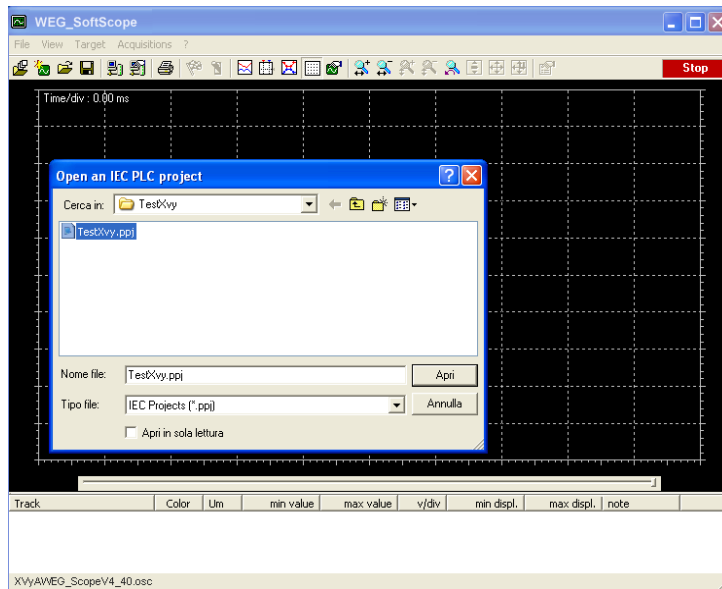 WEG_SoftScope
File View Target Acquisitions ?
Stop
Time/div : 0.00 ms
Open an IEC PLC project
Cerca in: TestXvy
TestXvy.ppj
Nome file: TestXvy.ppj Apri
Tipo file: IEC Projects (*.ppj) Annulla
Apri in sola lettura
Track Color Um min value max value v/div min displ. max displ. note
XVyAWEG_ScopeV4_40.osc